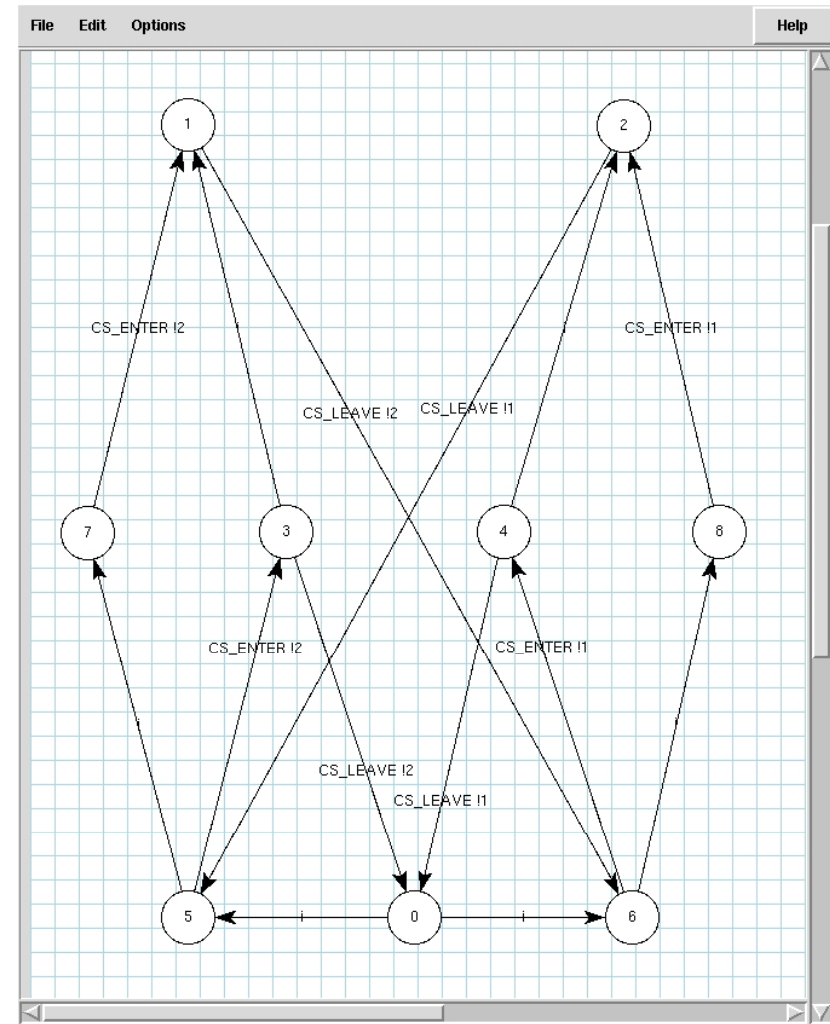 File Edit Options Help
1
2
CS_ENTER !2
i
i
CS_ENTER !1
CS_LEAVE !2
CS_LEAVE !1
7
3
4
8
CS_ENTER !2
CS_ENTER !1
i
i
CS_LEAVE !2
CS_LEAVE !1
5
i
0
i
6